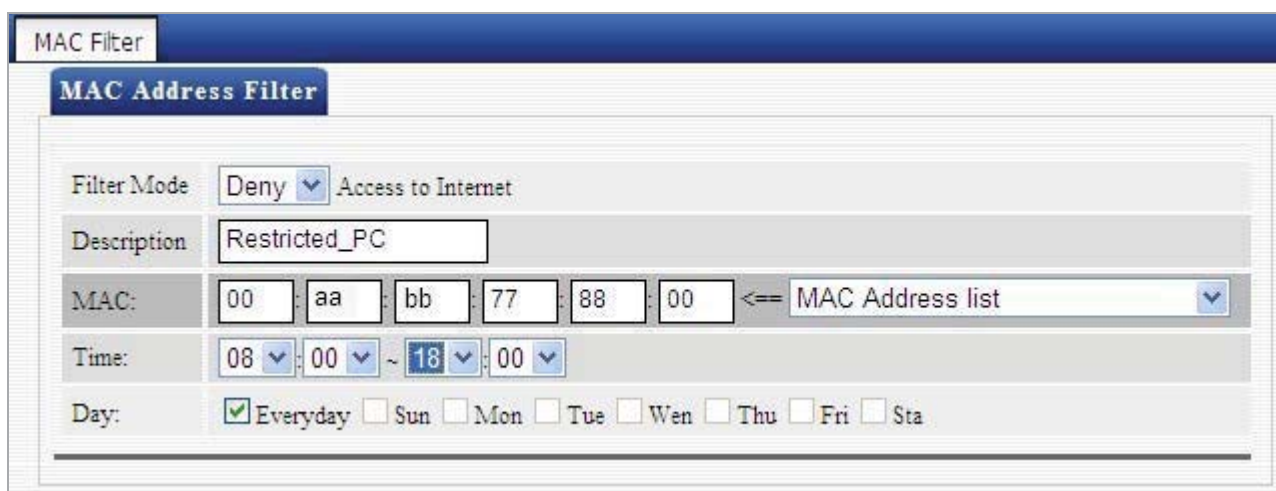 MAC Filter
MAC Address Filter
Filter Mode Deny Access to Internet
Description Restricted_PC
MAC: 00 : aa : bb : 77 : 88 : 00 <== MAC Address list
Time: 08 : 00 ~ 18 : 00
Day: Everyday Sun Mon Tue Wen Thu Fri Sta